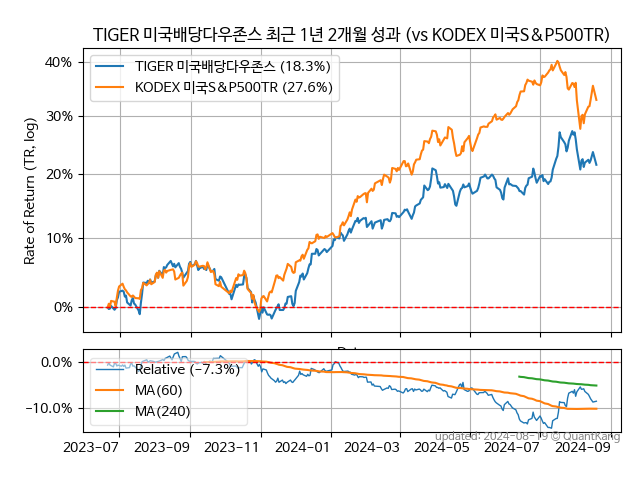 TIGER 미국배당다우존스 최근 1년 2개월 성과 (vs KODEX 미국S&P500TR)
Rate of Return (TR, log)
40%
30%
20%
10%
0%
TIGER 미국배당다우존스 (18.3%)
KODEX 미국S&P500TR (27.6%)
0.0%
−10.0%
Relative (−7.3%)
MA(60)
MA(240)
updated: 2024-08-19 © QuantKang
2023-07 2023-09 2023-11 2024-01 2024-03 2024-05 2024-07 2024-09